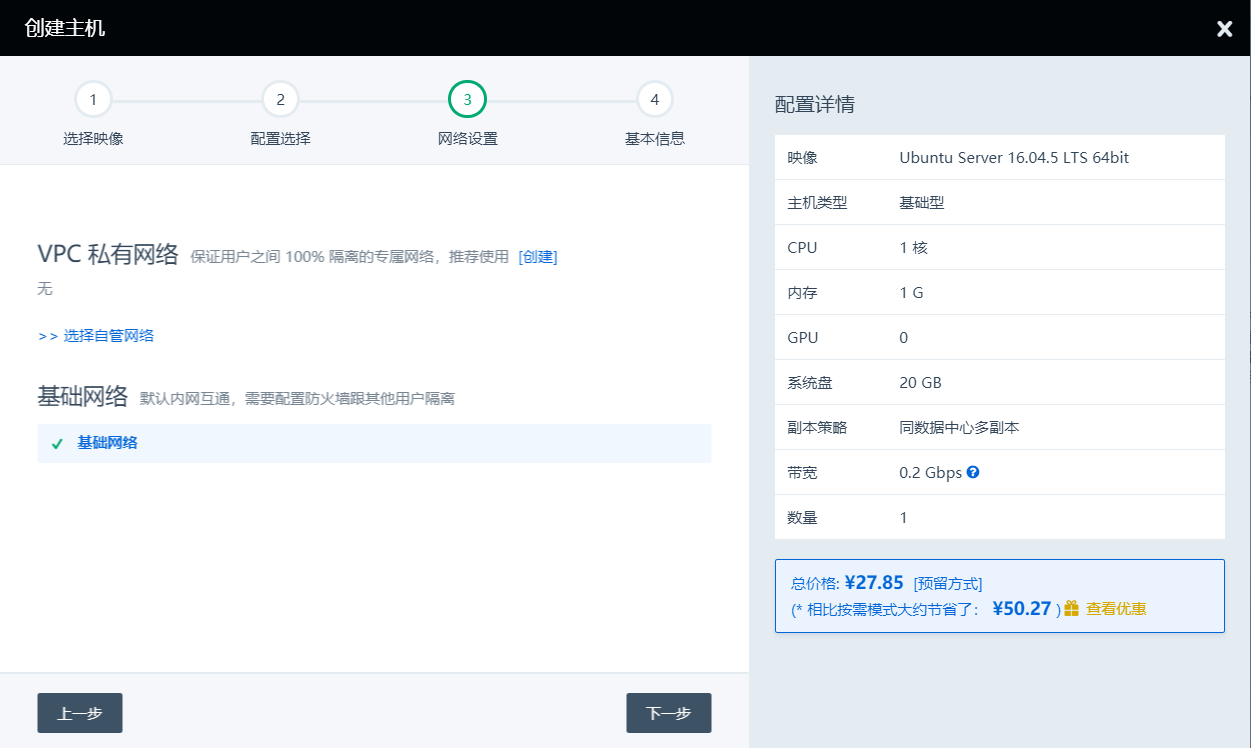 创建主机
1
2
3
4
选择映像
配置选择
网络设置
基本信息
VPC 私有网络 保证用户之间 100% 隔离的专属网络，推荐使用 [创建]
无
>> 选择自管网络
基础网络 默认内网互通，需要配置防火墙跟其他用户隔离
基础网络
上一步
下一步
配置详情
映像 Ubuntu Server 16.04.5 LTS 64bit
主机类型 基础型
CPU 1 核
内存 1 G
GPU 0
系统盘 20 GB
副本策略 同数据中心多副本
带宽 0.2 Gbps
数量 1
总价格: ¥27.85 [预留方式]
(* 相比按需模式大约节省了： ¥50.27 ) 查看优惠